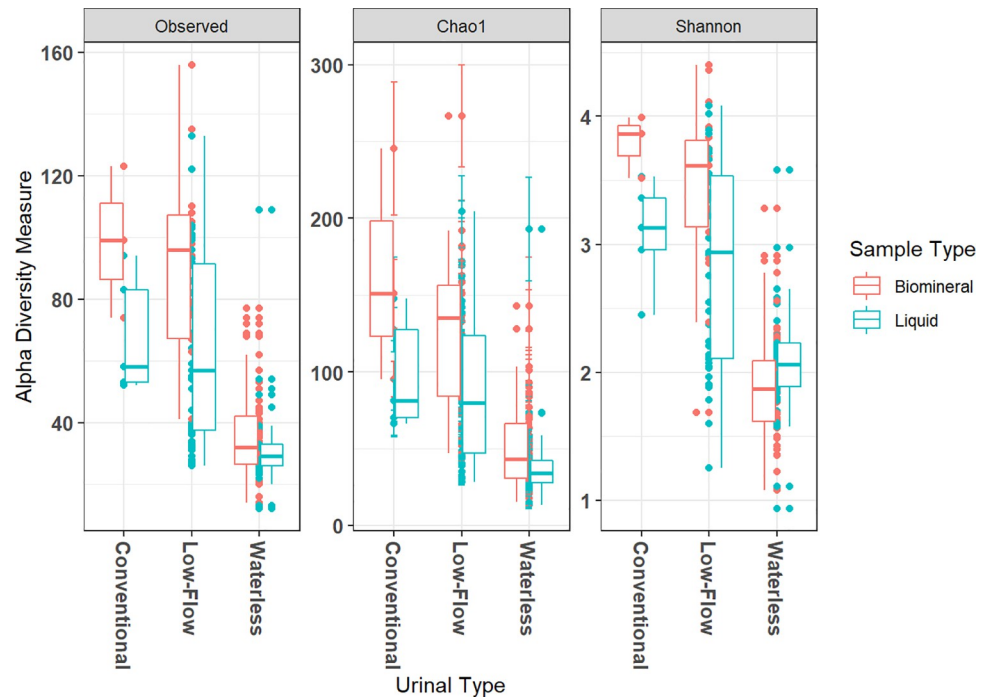 Observed
Chao1
Shannon
Alpha Diversity Measure
160
120
80
40
300
200
100
0
4
3
2
1
Conventional
Low-Flow
Waterless
Conventional
Low-Flow
Waterless
Conventional
Low-Flow
Waterless
Urinal Type
Sample Type
Biomineral
Liquid